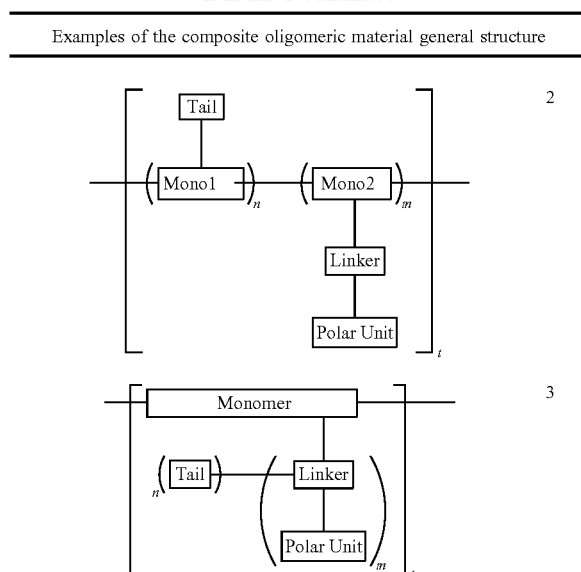 Examples of the composite oligomeric material general structure
2
Tail
Mono1
n
Mono2
m
Linker
Polar Unit
t
3
Monomer
n
Tail
Linker
Polar Unit
m